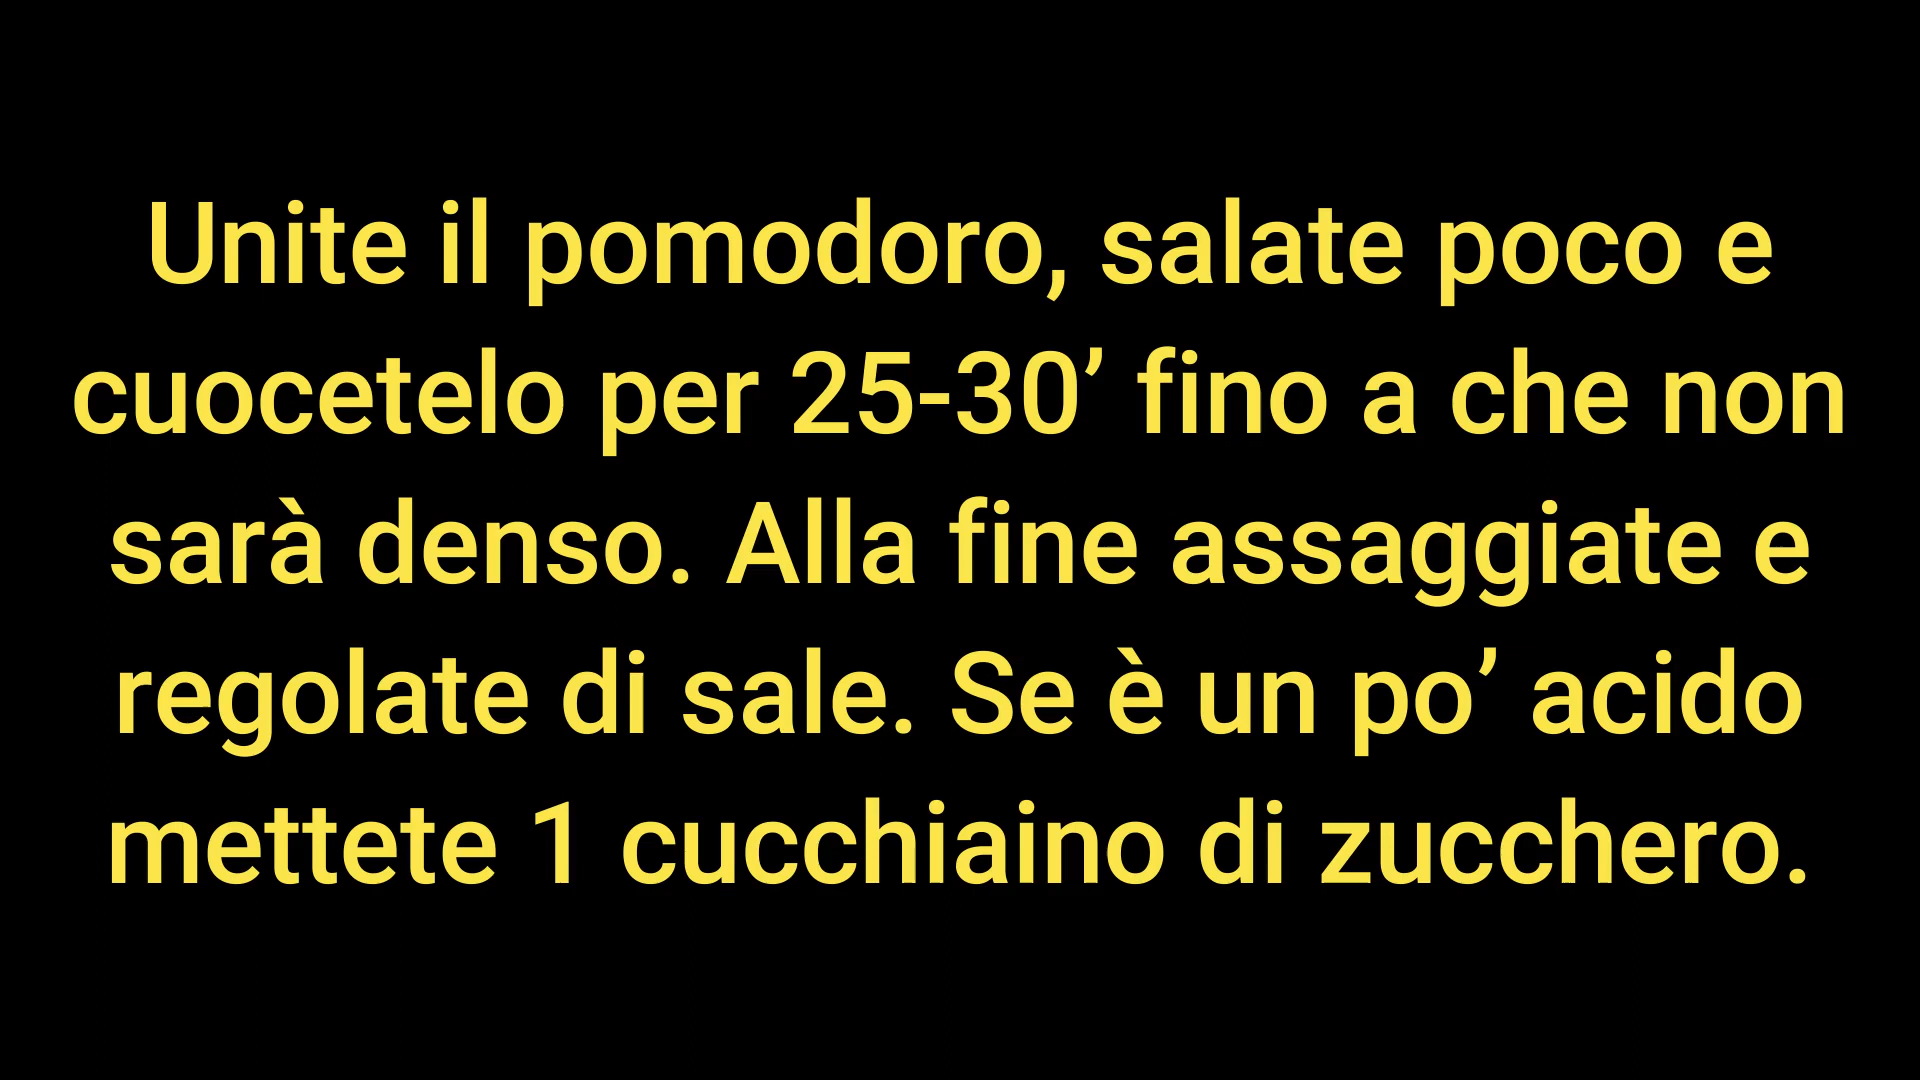 Unite il pomodoro, salate poco e
cuocetelo per 25-30’ fino a che non
sarà denso. Alla fine assaggiate e
regolate di sale. Se è un po’ acido
mettete 1 cucchiaino di zucchero.